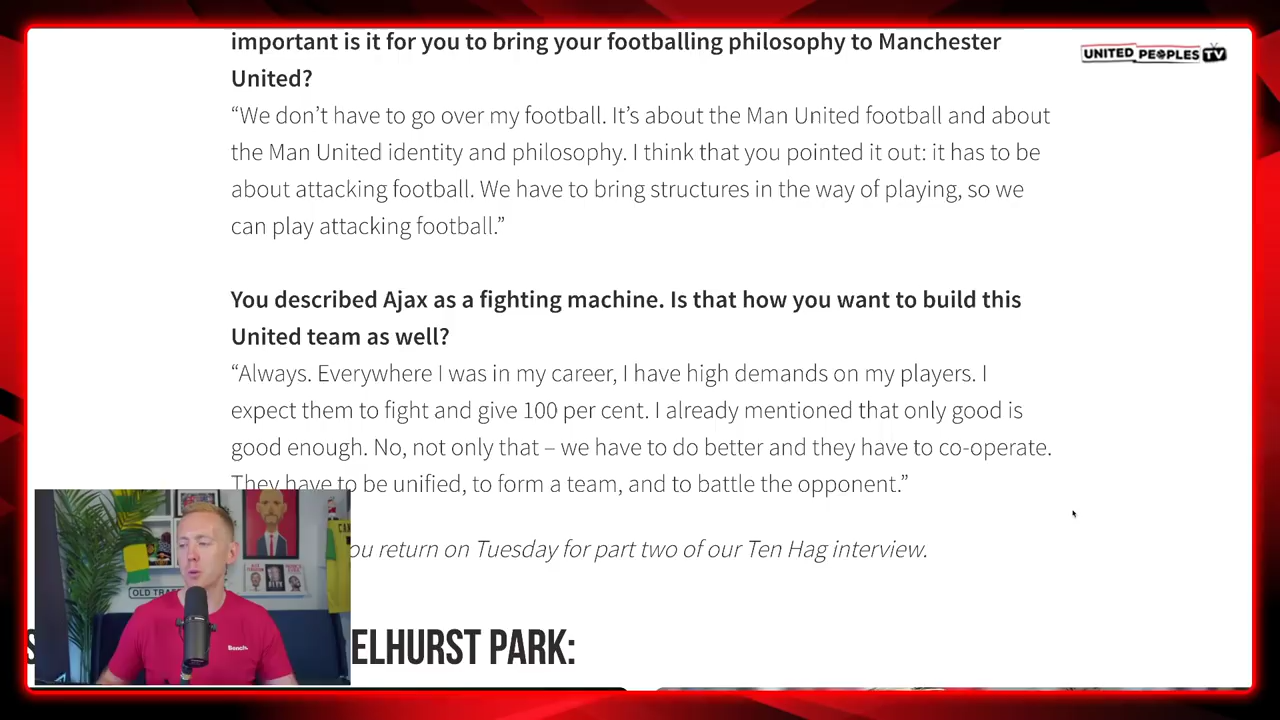 important is it for you to bring your footballing philosophy to Manchester
United?
UNITED PEOPLES TV
“We don’t have to go over my football. It’s about the Man United football and about
the Man United identity and philosophy. I think that you pointed it out: it has to be
about attacking football. We have to bring structures in the way of playing, so we
can play attacking football.”
You described Ajax as a fighting machine. Is that how you want to build this
United team as well?
“Always. Everywhere I was in my career, I have high demands on my players. I
expect them to fight and give 100 per cent. I already mentioned that only good is
good enough. No, not only that – we have to do better and they have to co-operate.
They have to be unified, to form a team, and to battle the opponent.”
ou return on Tuesday for part two of our Ten Hag interview.
OLD TRA
Bench.
ELHURST PARK: